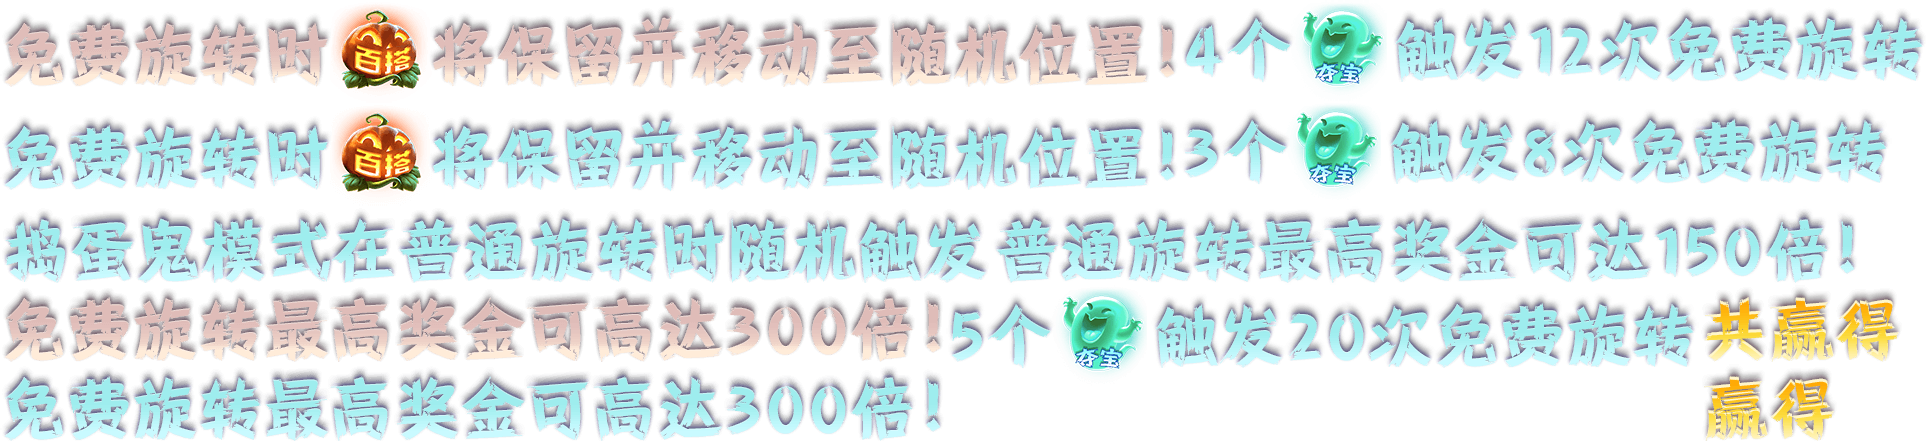 免费旋转时百搭将保留并移动至随机位置!4个夺宝触发12次免费旋转
免费旋转时百搭将保留并移动至随机位置!3个夺宝触发8次免费旋转
捣蛋鬼模式在普通旋转时随机触发 普通旋转最高奖金可达150倍!
免费旋转最高奖金可高达300倍!5个夺宝触发20次免费旋转 共赢得
免费旋转最高奖金可高达300倍! 赢得